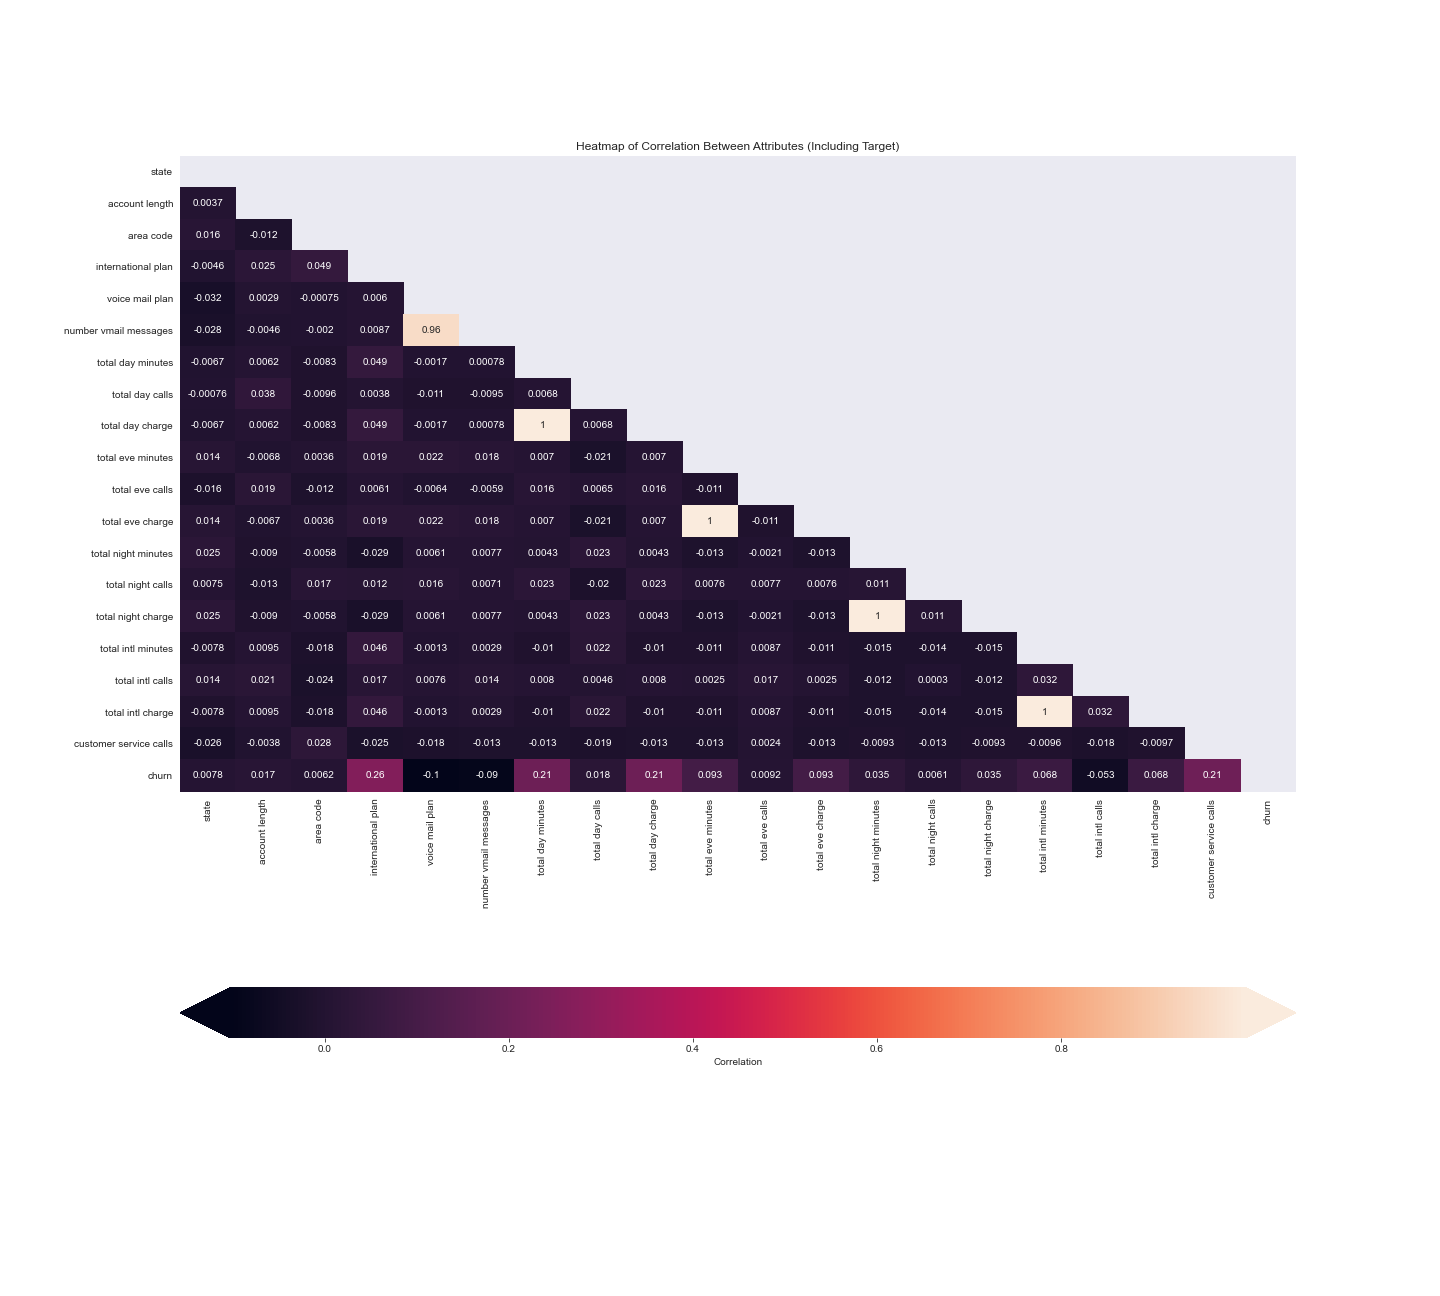 Heatmap of Correlation Between Attributes (Including Target)
state
account length 0.0037
area code 0.016 -0.012
international plan -0.0046 0.025 0.049
voice mail plan -0.032 0.0029 -0.00075 0.006
number vmail messages -0.028 -0.0046 -0.002 0.0087 0.96
total day minutes -0.0067 0.0062 -0.0083 0.049 -0.0017 0.00078
total day calls -0.00076 0.038 -0.0096 0.0038 -0.011 -0.0095 0.0068
total day charge -0.0067 0.0062 -0.0083 0.049 -0.0017 0.00078 1 0.0068
total eve minutes 0.014 -0.0068 0.0036 0.019 0.022 0.018 0.007 -0.021 0.007
total eve calls -0.016 0.019 -0.012 0.0061 -0.0064 -0.0059 0.016 0.0065 0.016 -0.011
total eve charge 0.014 -0.0067 0.0036 0.019 0.022 0.018 0.007 -0.021 0.007 1 -0.011
total night minutes 0.025 -0.009 -0.0058 -0.029 0.0061 0.0077 0.0043 0.023 0.0043 -0.013 -0.0021 -0.013
total night calls 0.0075 -0.013 0.017 0.012 0.016 0.0071 0.023 -0.02 0.023 0.0076 0.0077 0.0076 0.011
total night charge 0.025 -0.009 -0.0058 -0.029 0.0061 0.0077 0.0043 0.023 0.0043 -0.013 -0.0021 -0.013 1 0.011
total intl minutes -0.0078 0.0095 -0.018 0.046 -0.0013 0.0029 -0.01 0.022 -0.01 -0.011 0.0087 -0.011 -0.015 -0.014 -0.015
total intl calls 0.014 0.021 -0.024 0.017 0.0076 0.014 0.008 0.0046 0.008 0.0025 0.017 0.0025 -0.012 0.0003 -0.012 0.032
total intl charge -0.0078 0.0095 -0.018 0.046 -0.0013 0.0029 -0.01 0.022 -0.01 -0.011 0.0087 -0.011 -0.015 -0.014 -0.015 1 0.032
customer service calls -0.026 -0.0038 0.028 -0.025 -0.018 -0.013 -0.013 -0.019 -0.013 -0.013 0.0024 -0.013 -0.0093 -0.013 -0.0093 -0.0096 -0.018 -0.0097
churn 0.0078 0.017 0.0062 0.26 -0.1 -0.09 0.21 0.018 0.21 0.093 0.0092 0.093 0.035 0.0061 0.035 0.068 -0.053 0.068 0.21
state
account length
area code
international plan
voice mail plan
number vmail messages
total day minutes
total day calls
total day charge
total eve minutes
total eve calls
total eve charge
total night minutes
total night calls
total night charge
total intl minutes
total intl calls
total intl charge
customer service calls
churn
0.0 0.2 0.4 0.6 0.8
Correlation